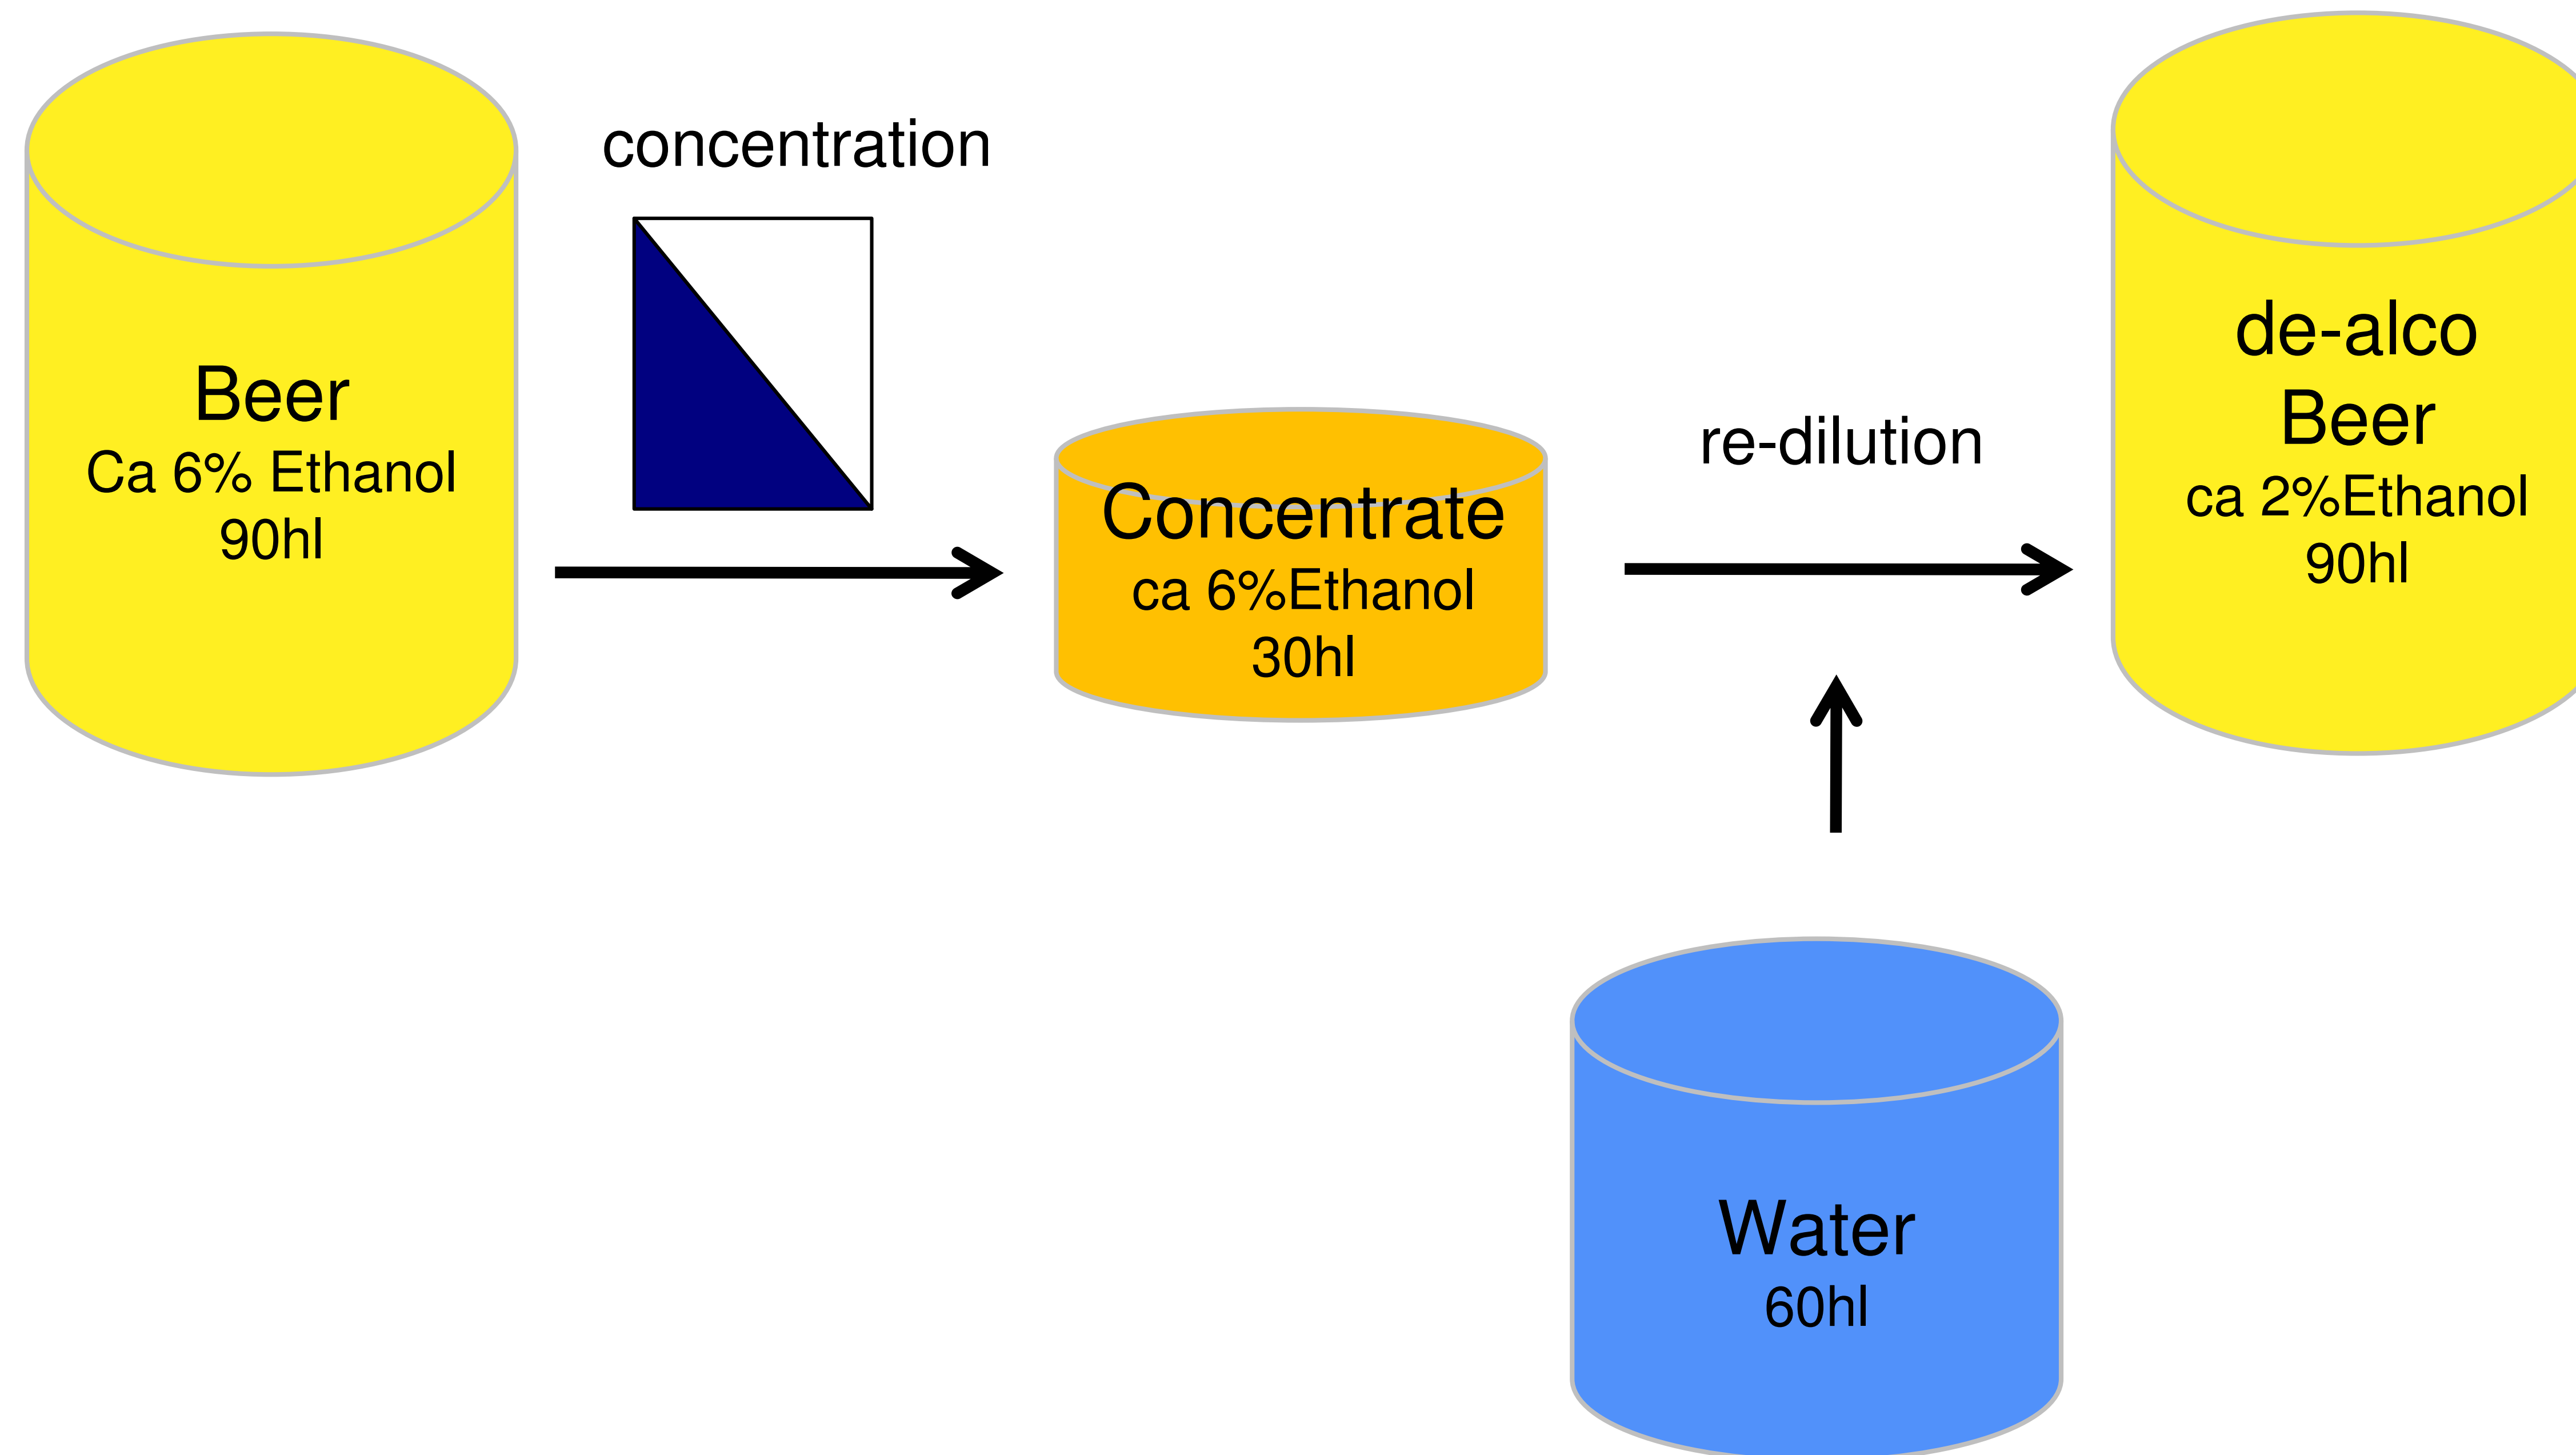 Beer
Ca 6% Ethanol
90hl
concentration
Concentrate
ca 6%Ethanol
30hl
re-dilution
de-alco
Beer
ca 2%Ethanol
90hl
Water
60hl